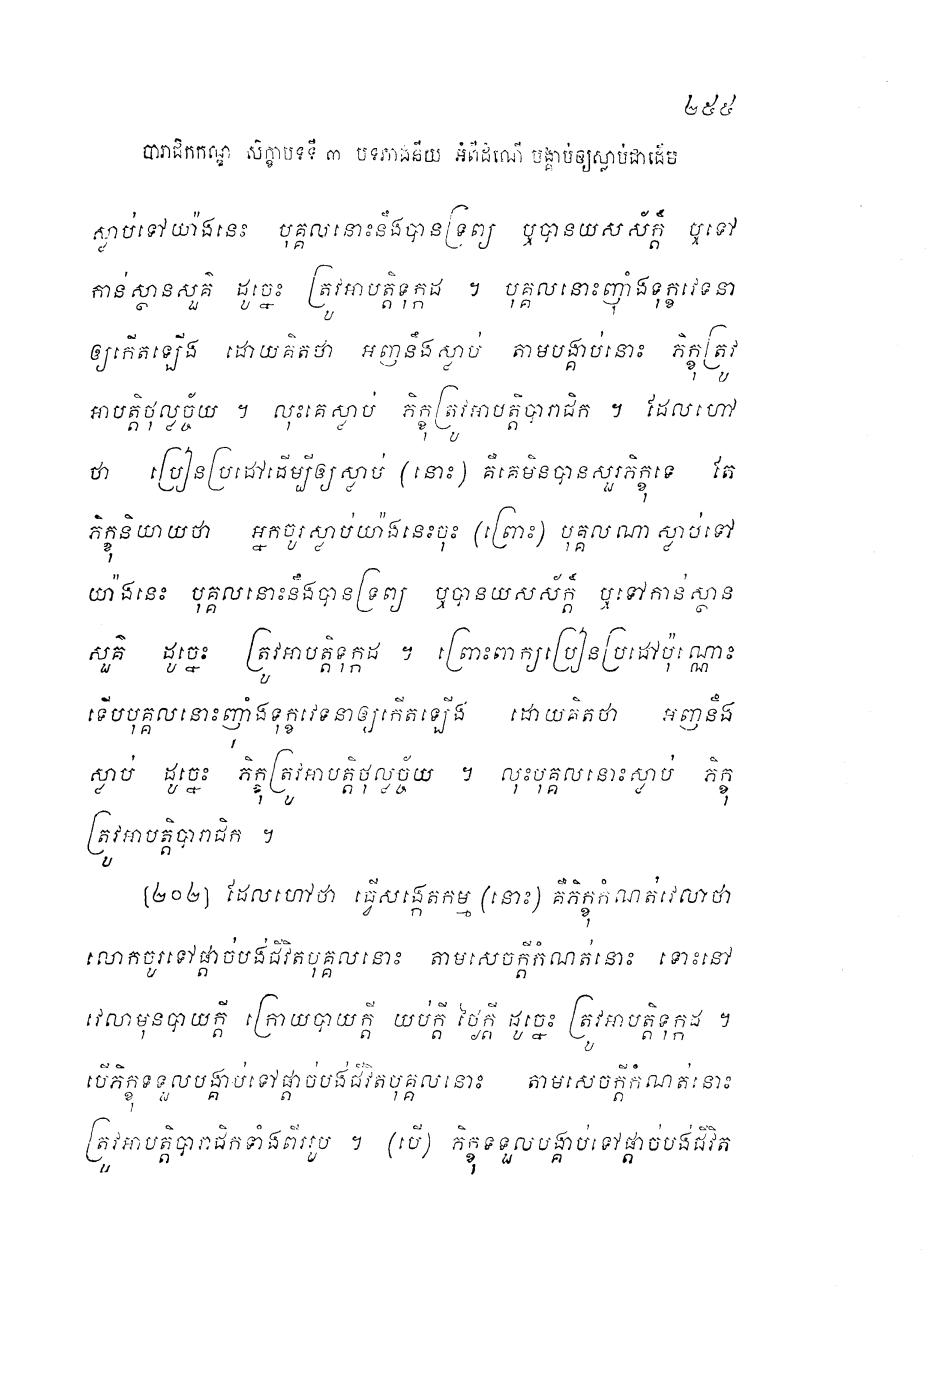 ២៥៥
បារាជិកកណ្ឌ សិក្ខាបទទី ៣ បទភាជនីយ អំពីដំណើ បង្គាប់ឲ្យស្លាប់ជាដើម
ស្លាប់ទៅយ៉ាងនេះ បុគ្គលនោះនឹងបានទ្រព្យ ឬបានយសស័ក្តិ ឬទៅ
កាន់ស្ថានសួគ៌ ដូច្នេះ ត្រូវអាបត្តិទុក្កដ ។ បុគ្គលនោះញ៉ាំងទុក្ខវេទនា
ឲ្យកើតឡើង ដោយគិតថា អញនឹងស្លាប់ តាមបង្គាប់នោះ ភិក្ខុត្រូវ
អាបត្តិថុល្លច្ច័យ ។ លុះគេស្លាប់ ភិក្ខុត្រូវអាបត្តិបារាជិក ។ ដែលហៅ
ថា ប្រៀនប្រដៅដើម្បីឲ្យស្លាប់ (នោះ) គឺគេមិនបានសួរភិក្ខុទេ តែ
ភិក្ខុនិយាយថា អ្នកចូរស្លាប់យ៉ាងនេះចុះ (ព្រោះ) បុគ្គលណាស្លាប់ទៅ
យ៉ាងនេះ បុគ្គលនោះនឹងបានទ្រព្យ ឬបានយសស័ក្តិ ឬទៅកាន់ស្ថាន
សួគ៌ ដូច្នេះ ត្រូវអាបត្តិទុក្កដ ។ ព្រោះពាក្យប្រៀនប្រដៅប៉ុណ្ណោះ
ទើបបុគ្គលនោះញ៉ាំងទុក្ខវេទនាឲ្យកើតឡើង ដោយគិតថា អញនឹង
ស្លាប់ ដូច្នេះ ភិក្ខុត្រូវអាបត្តិថុល្លច្ច័យ ។ លុះបុគ្គលនោះស្លាប់ ភិក្ខុ
ត្រូវអាបត្តិបារាជិក ។
[២០២] ដែលហៅថា ធ្វើសង្កេតកម្ម (នោះ) គឺភិក្ខុកំណត់វេលាថា
លោកចូរទៅផ្តាច់បង់ជីវិតបុគ្គលនោះ តាមសេចក្តីកំណត់នោះ ទោះនៅ
វេលាមុនបាយក្តី ក្រោយបាយក្តី យប់ក្តី ថ្ងៃក្តី ដូច្នេះ ត្រូវអាបត្តិទុក្កដ ។
បើភិក្ខុទទួលបង្គាប់ទៅផ្តាច់បង់ជីវិតបុគ្គលនោះ តាមសេចក្តីកំណត់នោះ
ត្រូវអាបត្តិបារាជិកទាំងពីររូប ។ (បើ) ភិក្ខុទទួលបង្គាប់ទៅផ្តាច់បង់ជីវិត